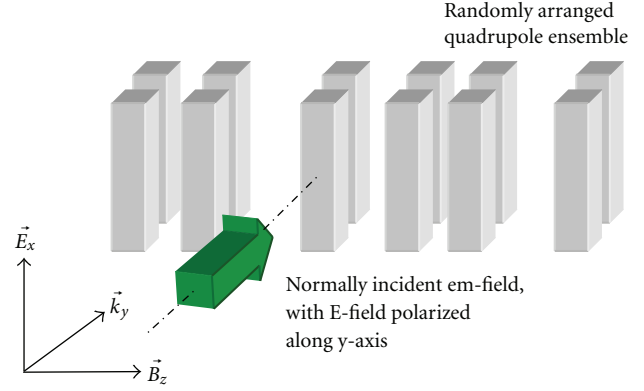 Randomly arranged
quadrupole ensemble
E⃗x
k⃗y
B⃗z
Normally incident em-field,
with E-field polarized
along y-axis